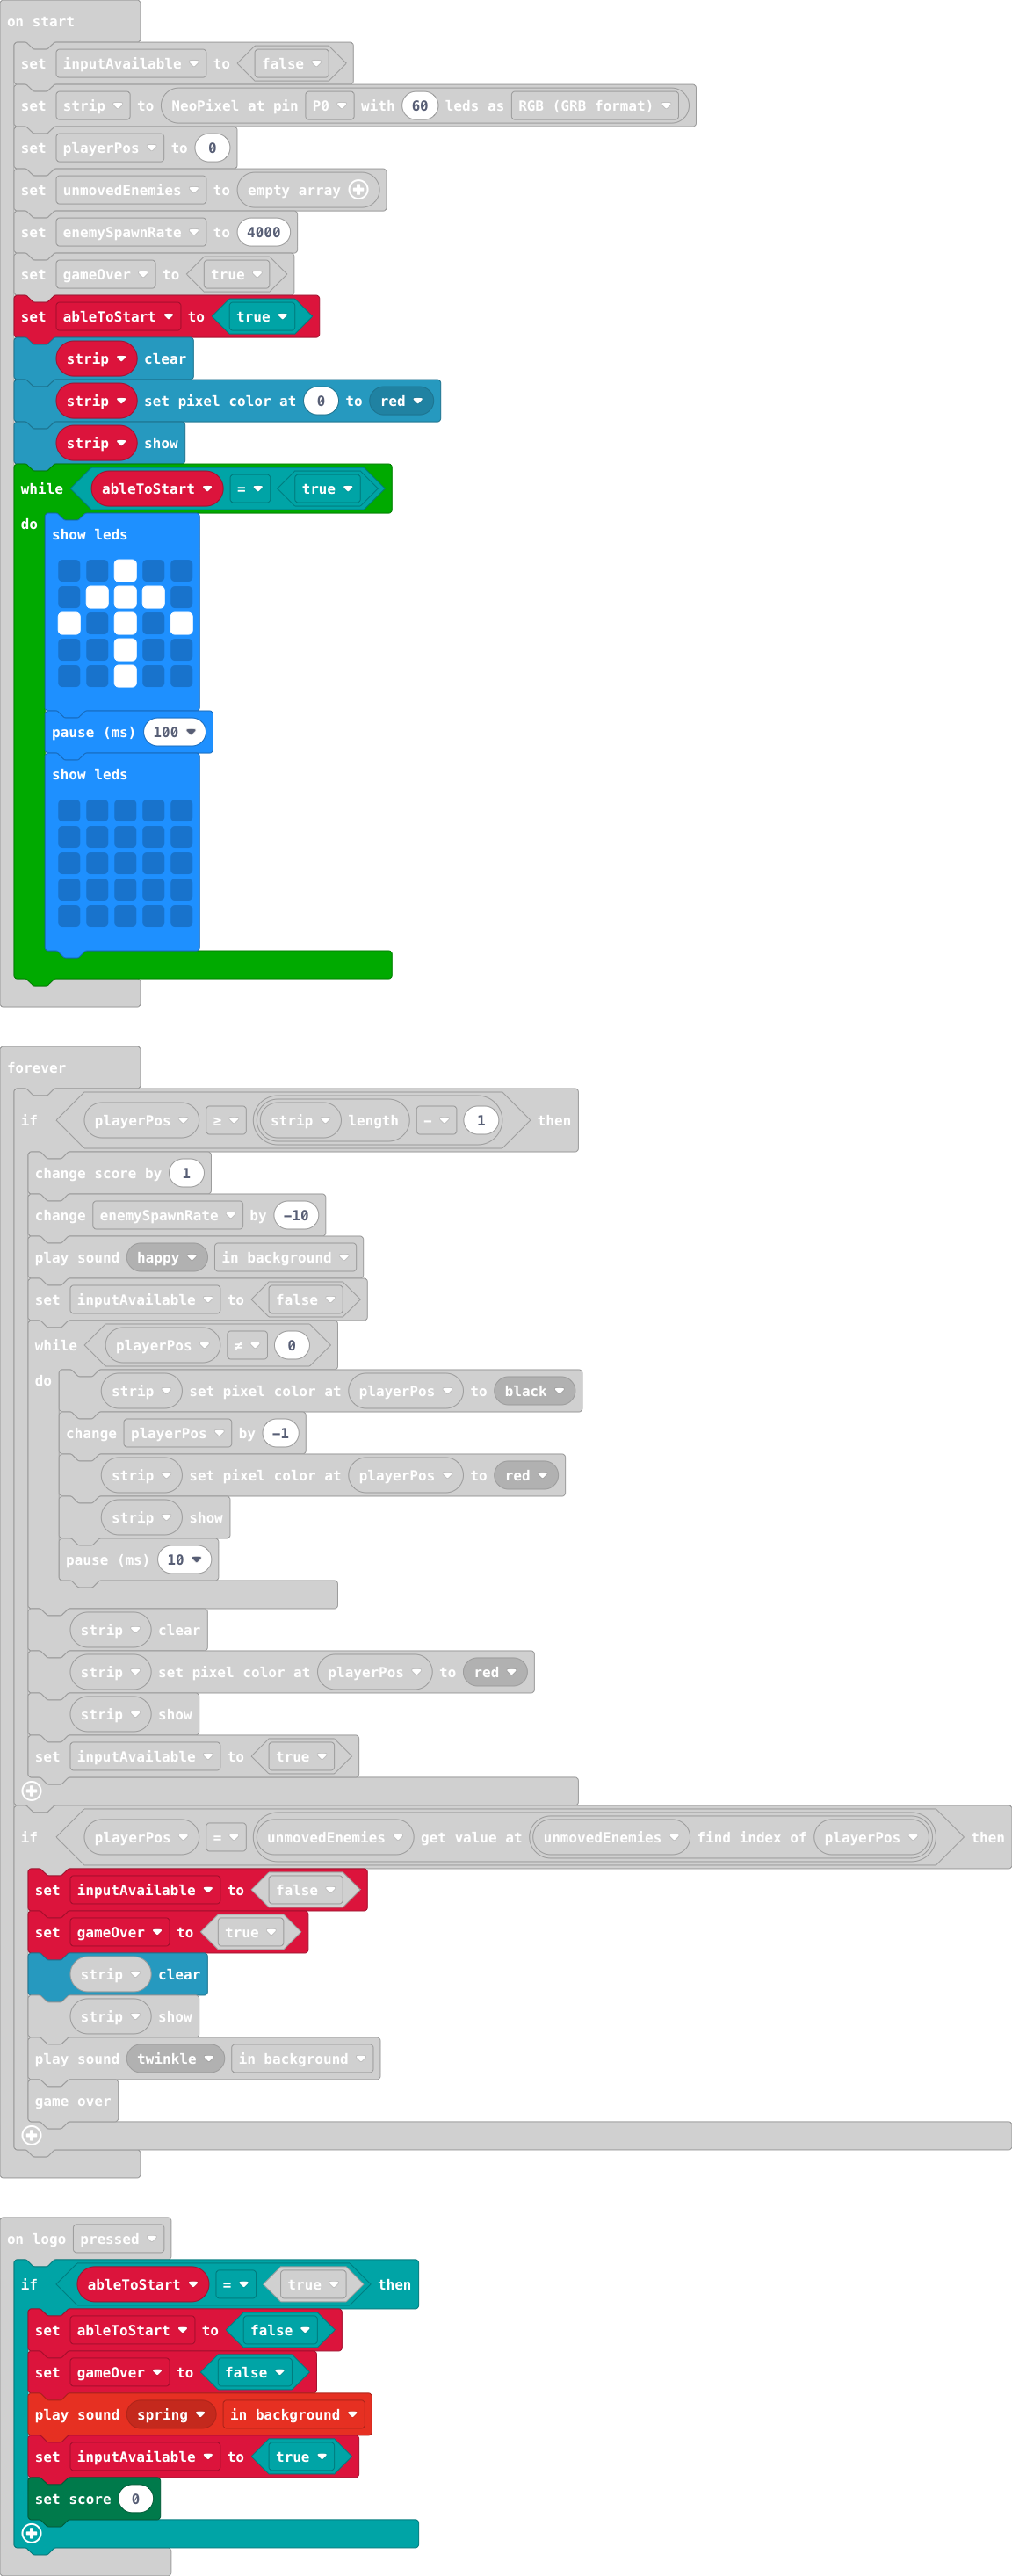 on start
set inputAvailable to false
set strip to NeoPixel at pin P0 with 60 leds as RGB (GRB format)
set playerPos to 0
set unmovedEnemies to empty array
set enemySpawnRate to 4000
set gameOver to true
set ableToStart to true
strip clear
strip set pixel color at 0 to red
strip show
while ableToStart = true
do
show leds
pause (ms) 100
show leds
forever
if playerPos ≥ strip length - 1 then
change score by 1
change enemySpawnRate by -10
play sound happy in background
set inputAvailable to false
while playerPos ≠ 0
do
strip set pixel color at playerPos to black
change playerPos by -1
strip set pixel color at playerPos to red
strip show
pause (ms) 10
strip clear
strip set pixel color at playerPos to red
strip show
set inputAvailable to true
if playerPos = unmovedEnemies get value at unmovedEnemies find index of playerPos then
set inputAvailable to false
set gameOver to true
strip clear
strip show
play sound twinkle in background
game over
on logo pressed
if ableToStart = true then
set ableToStart to false
set gameOver to false
play sound spring in background
set inputAvailable to true
set score 0